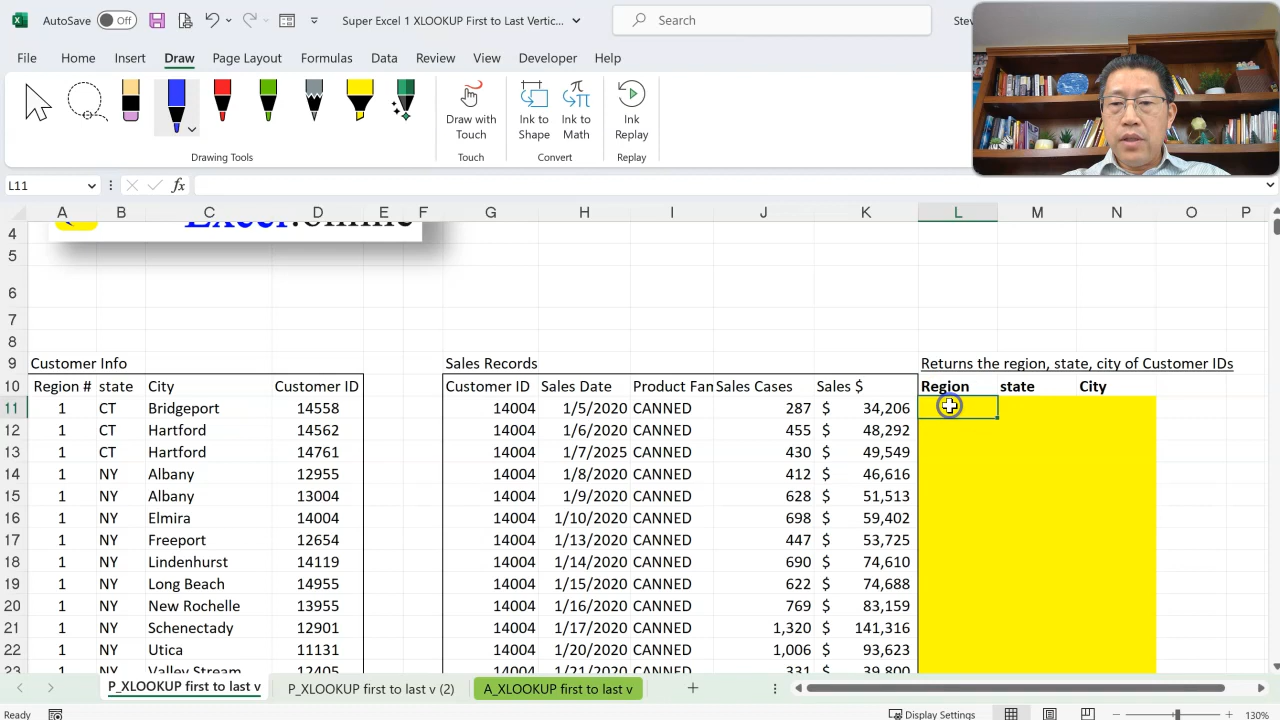 AutoSave Off Super Excel 1 XLOOKUP First to Last Vertic... Search Stev
File Home Insert Draw Page Layout Formulas Data Review View Developer Help
Draw with Touch Ink to Shape Ink to Math Ink Replay
Drawing Tools Touch Convert Replay
L11 fx
A B C D E F G H I J K L M N O P
4 Excel.online
5
6
7
8
9 Customer Info Sales Records Returns the region, state, city of Customer IDs
10 Region # state City Customer ID Customer ID Sales Date Product Fan Sales Cases Sales $ Region state City
11 1 CT Bridgeport 14558 14004 1/5/2020 CANNED 287 $ 34,206
12 1 CT Hartford 14562 14004 1/6/2020 CANNED 455 $ 48,292
13 1 CT Hartford 14761 14004 1/7/2025 CANNED 430 $ 49,549
14 1 NY Albany 12955 14004 1/8/2020 CANNED 412 $ 46,616
15 1 NY Albany 13004 14004 1/9/2020 CANNED 628 $ 51,513
16 1 NY Elmira 14004 14004 1/10/2020 CANNED 698 $ 59,402
17 1 NY Freeport 12654 14004 1/13/2020 CANNED 447 $ 53,725
18 1 NY Lindenhurst 14119 14004 1/14/2020 CANNED 690 $ 74,610
19 1 NY Long Beach 14955 14004 1/15/2020 CANNED 622 $ 74,688
20 1 NY New Rochelle 13955 14004 1/16/2020 CANNED 769 $ 83,159
21 1 NY Schenectady 12901 14004 1/17/2020 CANNED 1,320 $ 141,316
22 1 NY Utica 11131 14004 1/20/2020 CANNED 1,006 $ 93,623
23 1 NY Valley Stream 12405 14004 1/21/2020 CANNED 331 $ 39,800
P_XLOOKUP first to last v P_XLOOKUP first to last v (2) A_XLOOKUP first to last v
Ready Display Settings 130%